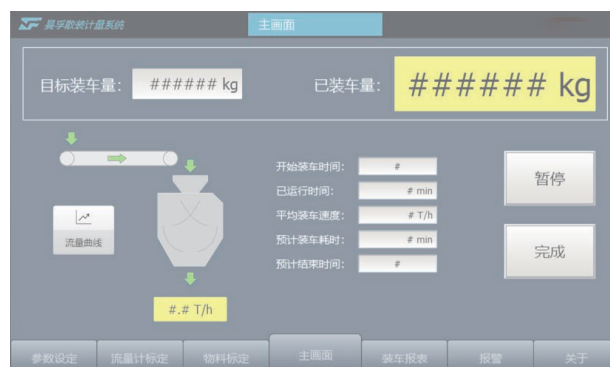 曼孚散装计量系统
主画面
目标装车量: ###### kg
已装车量: ###### kg
开始装车时间: #
已运行时间: # min
平均装车速度: # T/h
预计装车耗时: # min
预计结束时间: #
暂停
完成
流量曲线
#.# T/h
参数设定 流量计标定 物料标定 主画面 装车报表 报警 关于